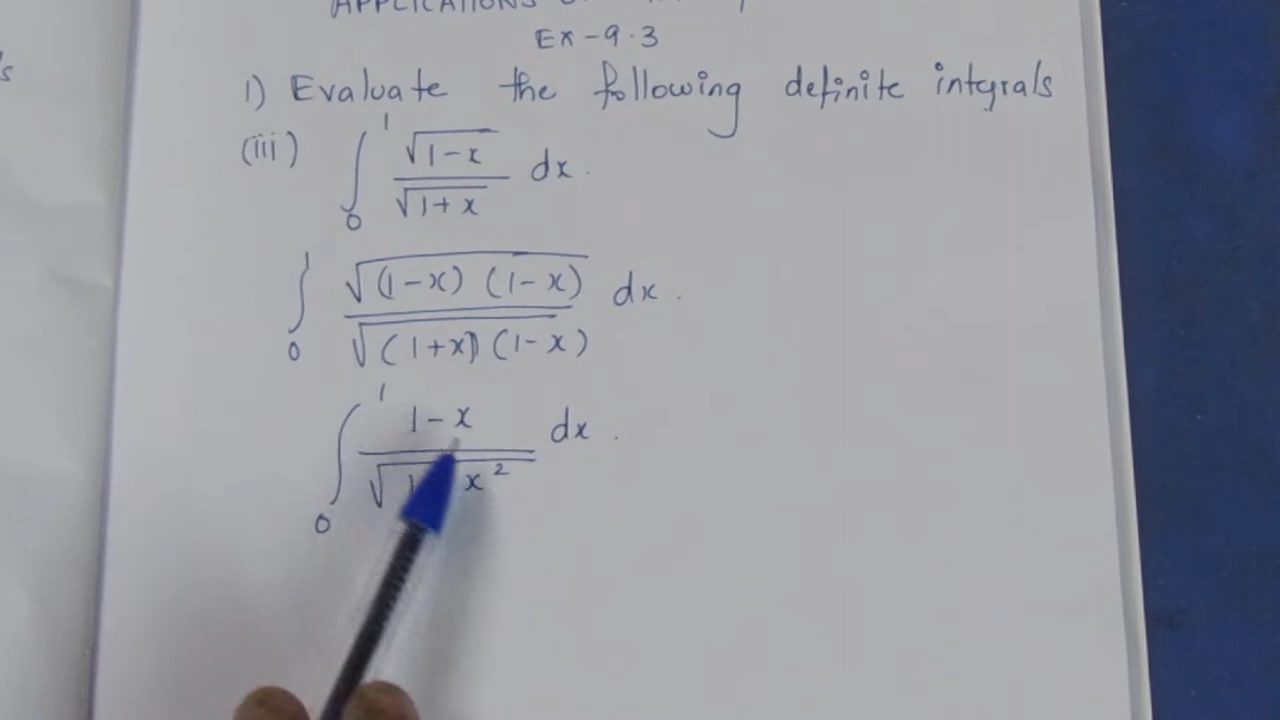 APPLICATIONS
Ex-9.3
1) Evaluate the following definite integrals
(iii) ∫₀¹ √(1-x) / √(1+x) dx.
∫₀¹ √((1-x) (1-x)) / √((1+x) (1-x)) dx.
∫₀¹ 1-x / √(1 x²) dx.